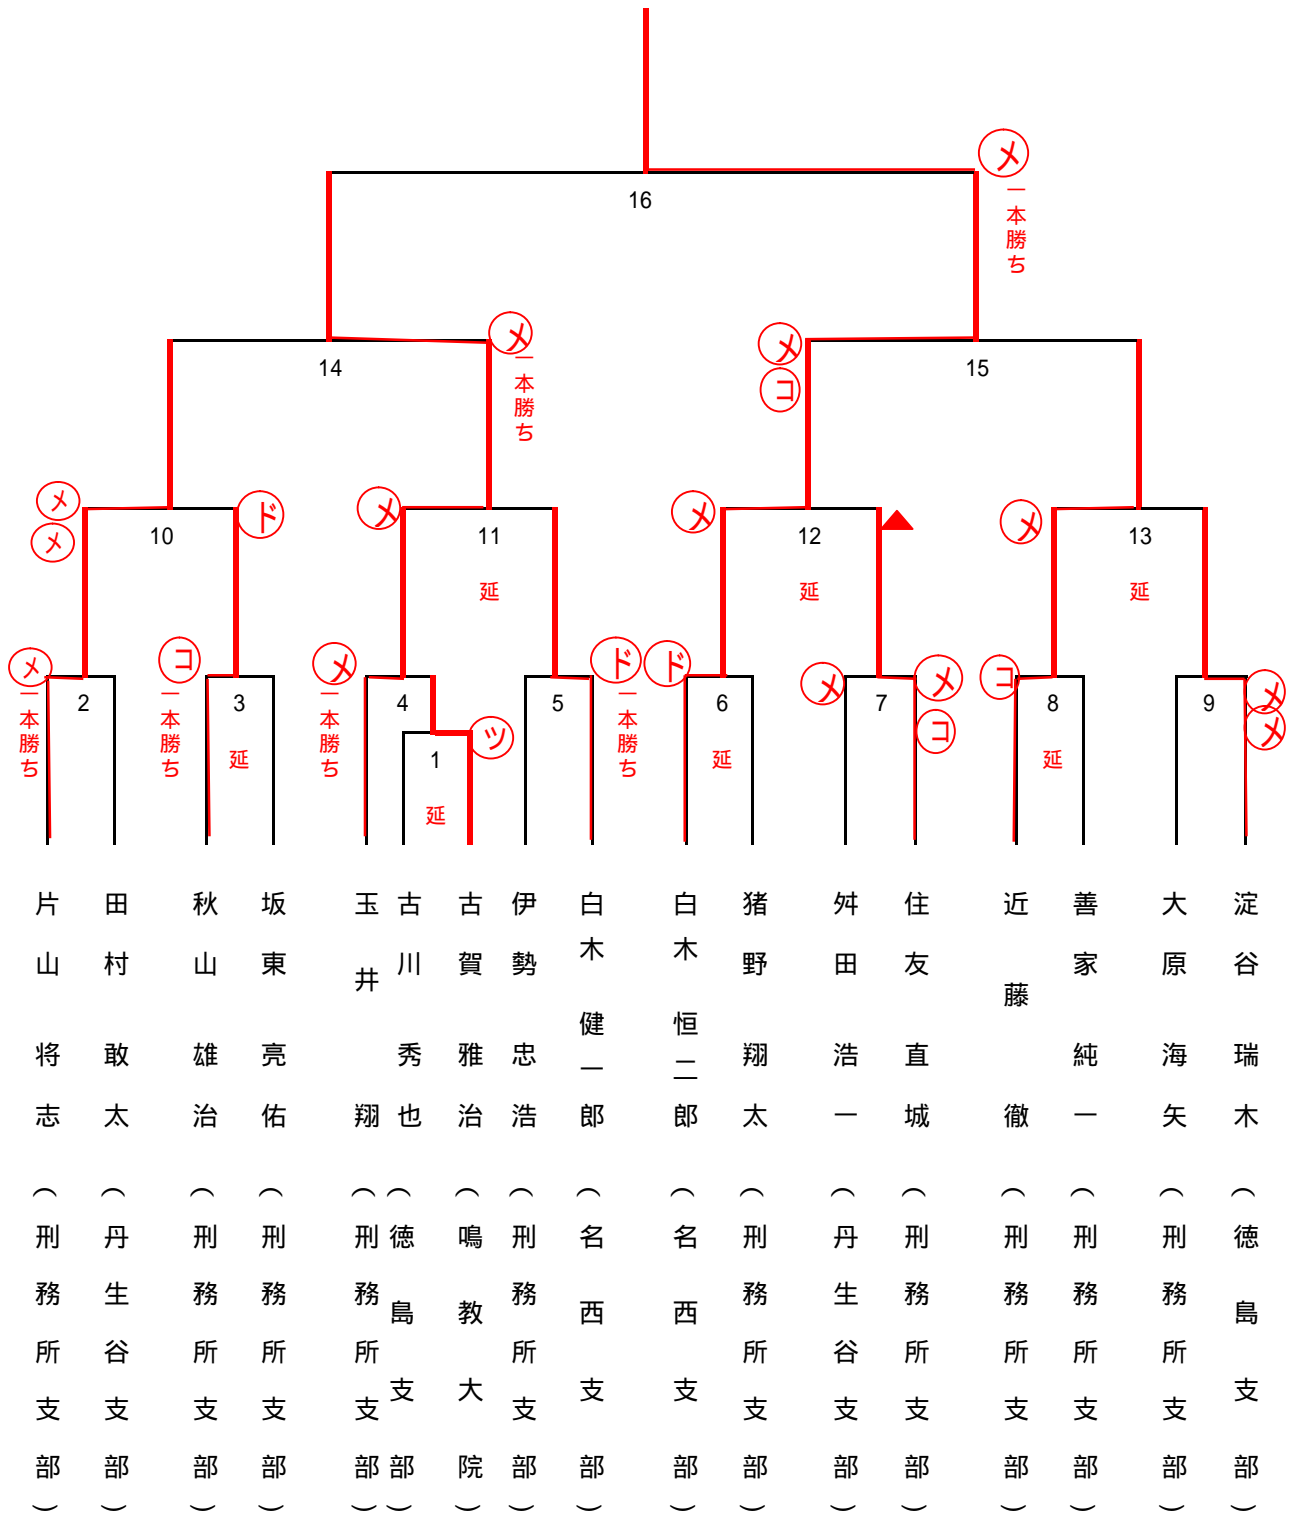 メ
一本勝ち
16
メ
一本勝ち
14
メ
コ
15
メ
メ
10
ド
メ
11
延
メ
12
延
メ
13
延
メ
一本勝ち
2
コ
一本勝ち
3
延
メ
一本勝ち
4
ツ
1
延
5
ド
一本勝ち
ド
6
延
メ
7
メ
コ
コ
8
延
9
メ
メ
片山将志(刑務所支部)
田村敢太(丹生谷支部)
秋山雄治(刑務所支部)
坂東亮佑(刑務所支部)
玉井翔(刑務所支部)
古川秀也(徳島支部)
古賀雅治(鳴教大院)
伊勢忠浩(刑務所支部)
白木健一郎(名西支部)
白木恒二郎(名西支部)
猪野翔太(刑務所支部)
舛田浩一(丹生谷支部)
住友直城(刑務所支部)
近藤徹(刑務所支部)
善家純一(刑務所支部)
大原海矢(刑務所支部)
淀谷瑞木(徳島支部)